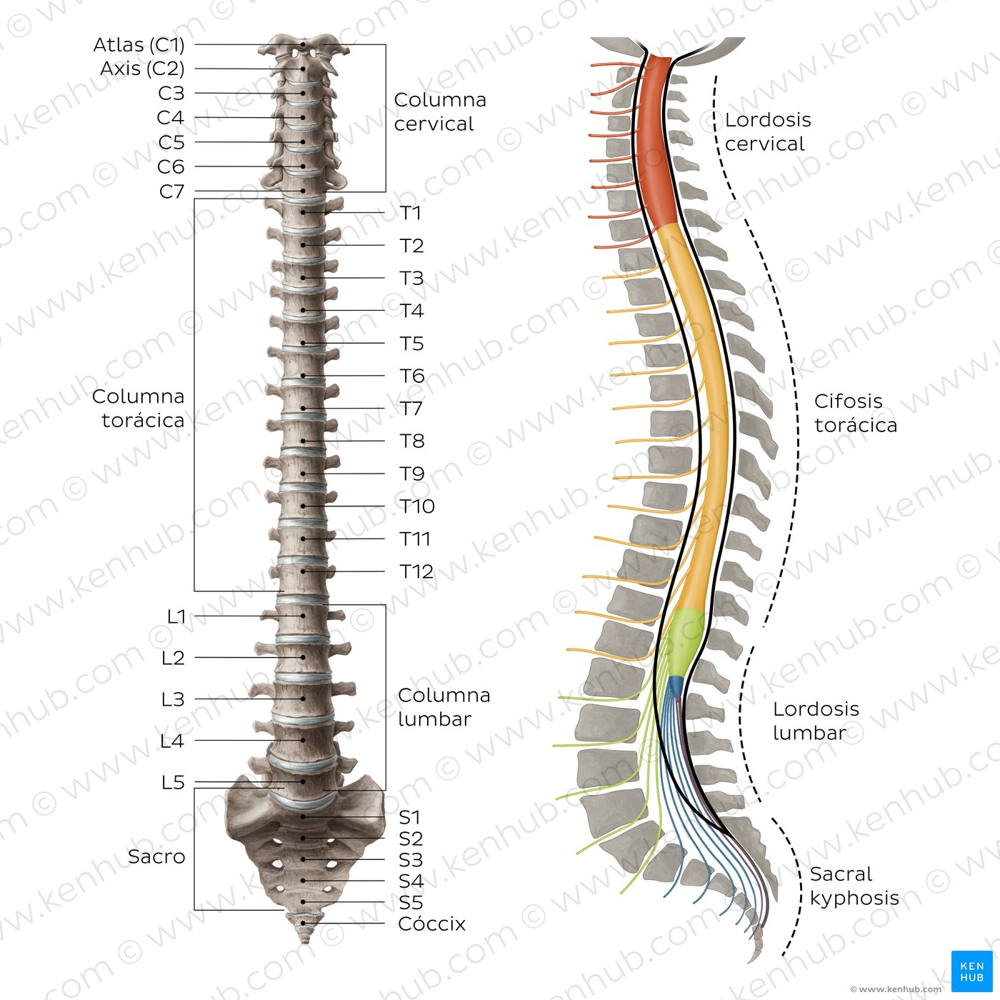 Atlas (C1)
Axis (C2)
C3
C4
C5
C6
C7
Columna
cervical
T1
T2
T3
T4
T5
T6
T7
T8
T9
T10
T11
T12
Columna
torácica
L1
L2
L3
L4
L5
Columna
lumbar
Sacro
S1
S2
S3
S4
S5
Cóccix
Lordosis
cervical
Cifosis
torácica
Lordosis
lumbar
Sacral
kyphosis
KEN
HUB
© www.kenhub.com